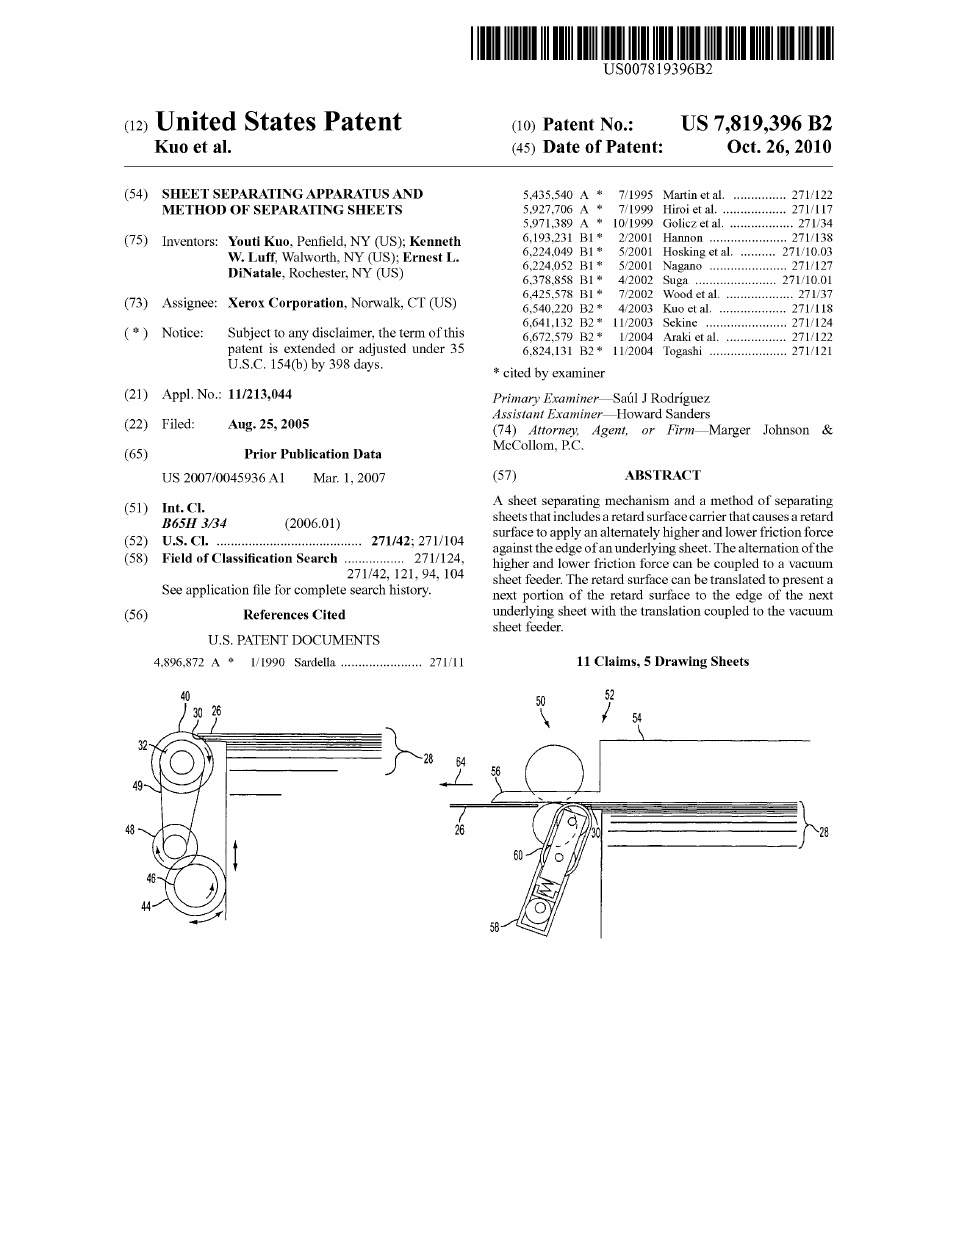 US007819396B2
(12) United States Patent
Kuo et al.
(10) Patent No.: US 7,819,396 B2
(45) Date of Patent: Oct. 26, 2010
(54) SHEET SEPARATING APPARATUS AND
METHOD OF SEPARATING SHEETS
(75) Inventors: Youti Kuo, Penfield, NY (US); Kenneth
W. Luff, Walworth, NY (US); Ernest L.
DiNatale, Rochester, NY (US)
(73) Assignee: Xerox Corporation, Norwalk, CT (US)
( * ) Notice: Subject to any disclaimer, the term of this
patent is extended or adjusted under 35
U.S.C. 154(b) by 398 days.
(21) Appl. No.: 11/213,044
(22) Filed: Aug. 25, 2005
(65) Prior Publication Data
US 2007/0045936 A1 Mar. 1, 2007
(51) Int. Cl.
B65H 3/34 (2006.01)
(52) U.S. Cl. ........................................ 271/42; 271/104
(58) Field of Classification Search ................. 271/124,
271/42, 121, 94, 104
See application file for complete search history.
(56) References Cited
U.S. PATENT DOCUMENTS
4,896,872 A * 1/1990 Sardella ....................... 271/11
5,435,540 A * 7/1995 Martin et al. ............... 271/122
5,927,706 A * 7/1999 Hiroi et al. .................. 271/117
5,971,389 A * 10/1999 Golicz et al. .................. 271/34
6,193,231 B1 * 2/2001 Hannon ...................... 271/138
6,224,049 B1 * 5/2001 Hosking et al. .......... 271/10.03
6,224,052 B1 * 5/2001 Nagano ...................... 271/127
6,378,858 B1 * 4/2002 Suga ....................... 271/10.01
6,425,578 B1 * 7/2002 Wood et al. ................... 271/37
6,540,220 B2 * 4/2003 Kuo et al. ................... 271/118
6,641,132 B2 * 11/2003 Sekine ....................... 271/124
6,672,579 B2 * 1/2004 Araki et al. ................. 271/122
6,824,131 B2 * 11/2004 Togashi ...................... 271/121
* cited by examiner
Primary Examiner—Saúl J Rodríguez
Assistant Examiner—Howard Sanders
(74) Attorney, Agent, or Firm—Marger Johnson &
McCollom, P.C.
(57) ABSTRACT
A sheet separating mechanism and a method of separating
sheets that includes a retard surface carrier that causes a retard
surface to apply an alternately higher and lower friction force
against the edge of an underlying sheet. The alternation of the
higher and lower friction force can be coupled to a vacuum
sheet feeder. The retard surface can be translated to present a
next portion of the retard surface to the edge of the next
underlying sheet with the translation coupled to the vacuum
sheet feeder.
11 Claims, 5 Drawing Sheets
40
30 26
32
28
49
48
46
44
50
52
54
64
56
26
30
28
60
58